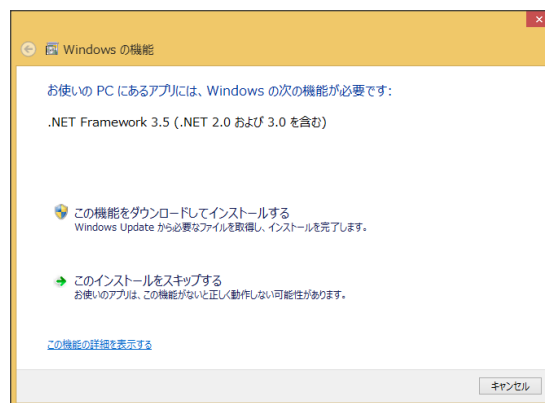 Windows の機能
お使いの PC にあるアプリには、Windows の次の機能が必要です:
.NET Framework 3.5 (.NET 2.0 および 3.0 を含む)
この機能をダウンロードしてインストールする
Windows Update から必要なファイルを取得し、インストールを完了します。
このインストールをスキップする
お使いのアプリは、この機能がないと正しく動作しない可能性があります。
この機能の詳細を表示する
キャンセル